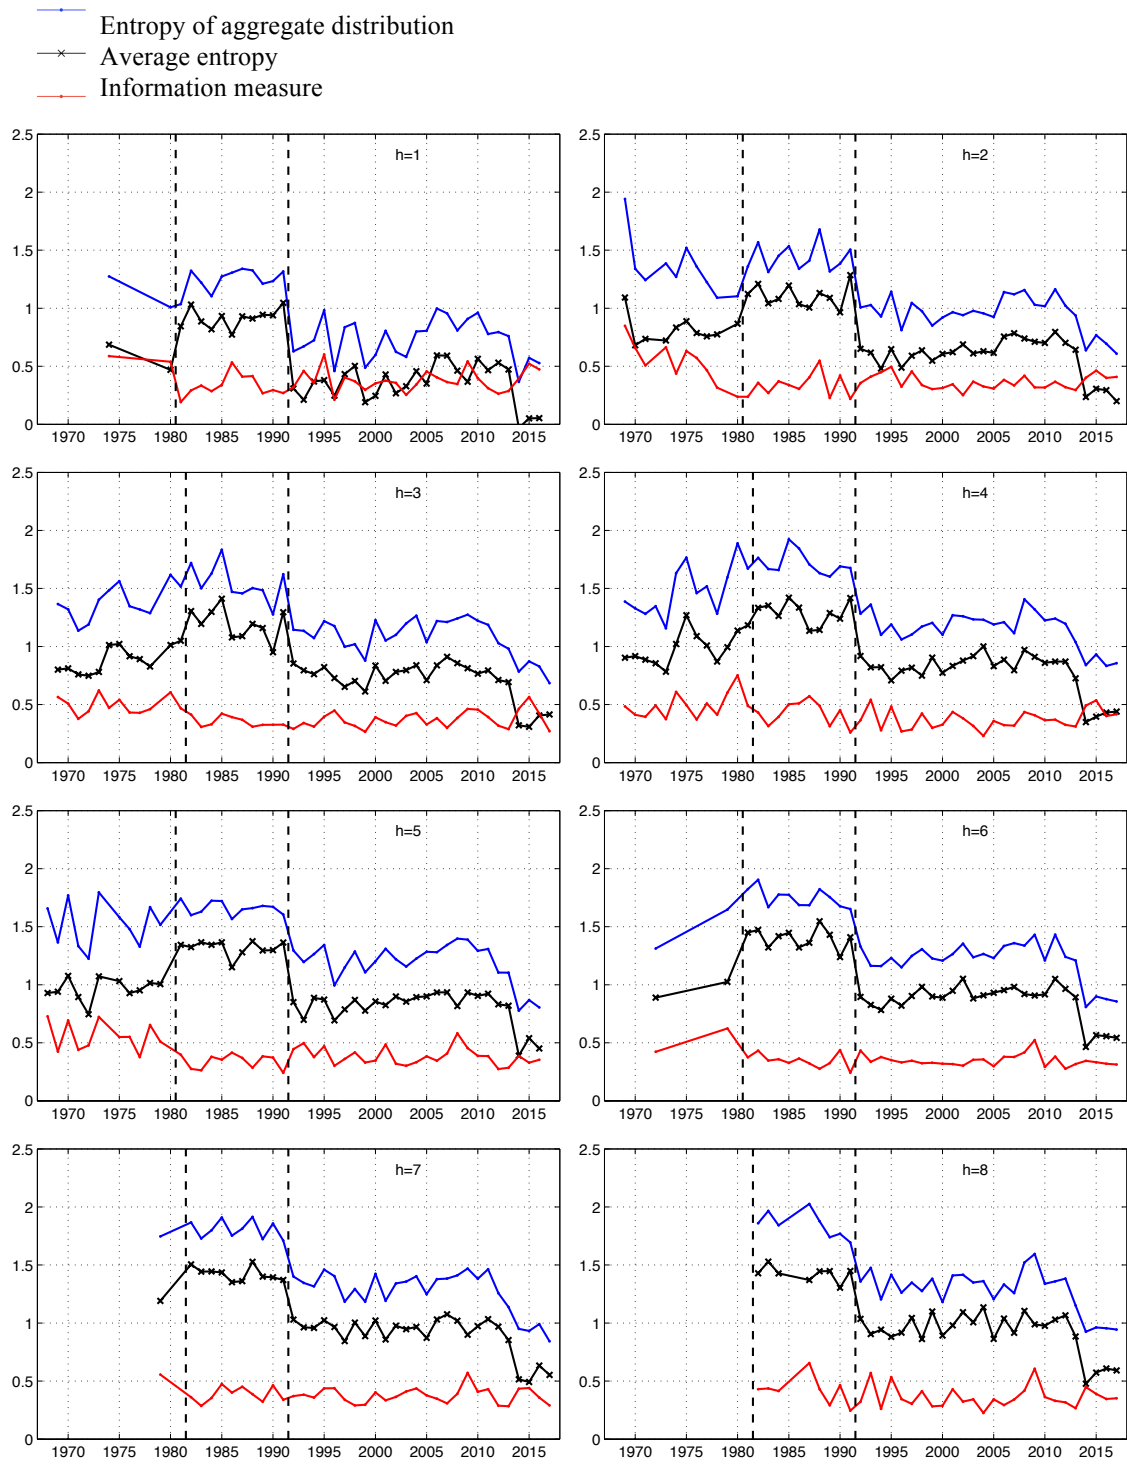 Entropy of aggregate distribution
Average entropy
Information measure
2.5 2 1.5 1 0.5 0
h=1
1970 1975 1980 1985 1990 1995 2000 2005 2010 2015
2.5 2 1.5 1 0.5 0
h=2
1970 1975 1980 1985 1990 1995 2000 2005 2010 2015
2.5 2 1.5 1 0.5 0
h=3
1970 1975 1980 1985 1990 1995 2000 2005 2010 2015
2.5 2 1.5 1 0.5 0
h=4
1970 1975 1980 1985 1990 1995 2000 2005 2010 2015
2.5 2 1.5 1 0.5 0
h=5
1970 1975 1980 1985 1990 1995 2000 2005 2010 2015
2.5 2 1.5 1 0.5 0
h=6
1970 1975 1980 1985 1990 1995 2000 2005 2010 2015
2.5 2 1.5 1 0.5 0
h=7
1970 1975 1980 1985 1990 1995 2000 2005 2010 2015
2.5 2 1.5 1 0.5 0
h=8
1970 1975 1980 1985 1990 1995 2000 2005 2010 2015